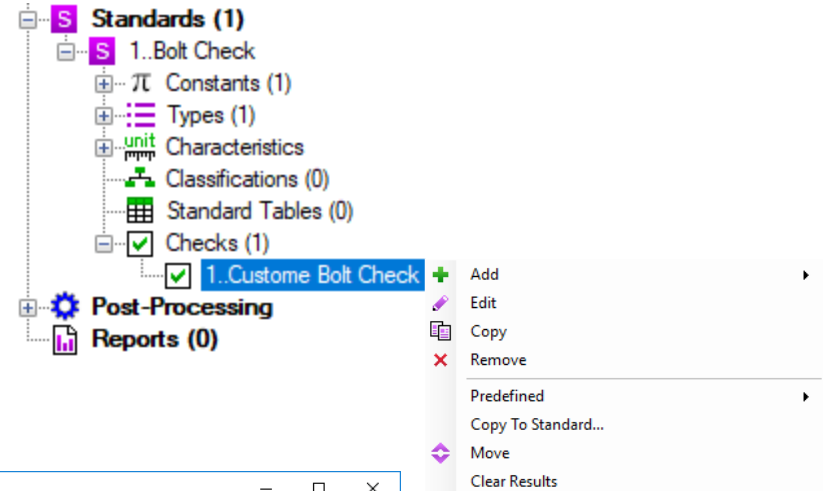 S Standards (1)
S 1..Bolt Check
π Constants (1)
Types (1)
unit Characteristics
Classifications (0)
Standard Tables (0)
Checks (1)
1..Custome Bolt Check
Post-Processing
Reports (0)
Add
Edit
Copy
Remove
Predefined
Copy To Standard...
Move
Clear Results